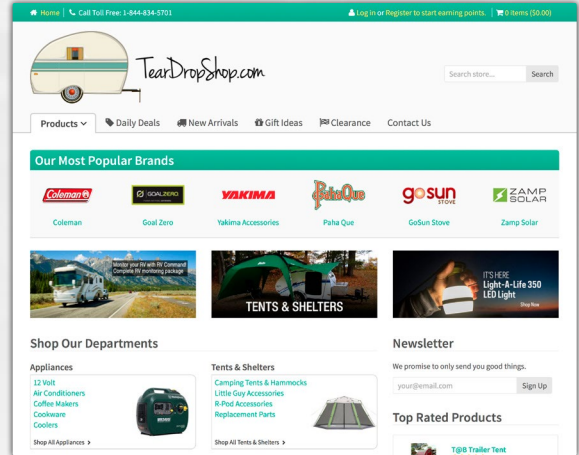 Home | Call Toll Free: 1-844-834-5701
Log in or Register to start earning points. | 0 items ($0.00)
TearDropShop.com
Search store... Search
Products Daily Deals New Arrivals Gift Ideas Clearance Contact Us
Our Most Popular Brands
Coleman GOALZERO YAKIMA PahaQue gosun STOVE ZAMP SOLAR
Coleman Goal Zero Yakima Accessories Paha Que GoSun Stove Zamp Solar
Monitor your RV with RV Command!
Complete RV monitoring package
TENTS & SHELTERS
IT'S HERE
Light-A-Life 350
LED Light
Shop Now
Shop Our Departments
Newsletter
Appliances
12 Volt
Air Conditioners
Coffee Makers
Cookware
Coolers
Shop All Appliances >
Tents & Shelters
Camping Tents & Hammocks
Little Guy Accessories
R-Pod Accessories
Replacement Parts
Shop All Tents & Shelters >
We promise to only send you good things.
your@email.com Sign Up
Top Rated Products
T@B Trailer Tent